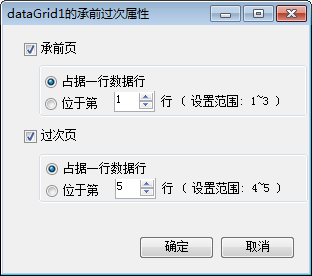 dataGrid1的承前过次属性
承前页
占据一行数据行
位于第 1 行 ( 设置范围: 1~3 )
过次页
占据一行数据行
位于第 5 行 ( 设置范围: 4~5 )
确定 取消